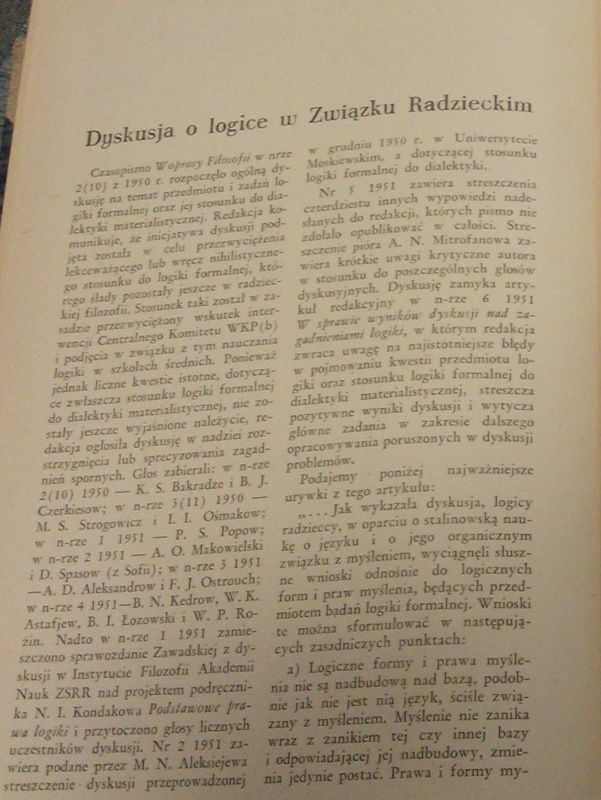 Dyskusja o logice w Związku Radzieckim
Czasopismo Woprosy Fiłosofii w nrze
2(10) z 1950 r. rozpoczęło ogólną dy-
skusję na temat przedmiotu i zadań lo-
giki formalnej oraz jej stosunku do dia-
lektyki materialistycznej. Redakcja ko-
munikuje, że inicjatywa dyskusji pod-
jęta została w celu przezwyciężenia
lekceważącego lub wręcz nihilistyczne-
go stosunku do logiki formalnej, któ-
rego ślady pozostały jeszcze w radziec-
kiej filozofii. Stosunek taki został w za-
sadzie przezwyciężony wskutek inter-
wencji Centralnego Komitetu WKP(b)
i podjęcia w związku z tym nauczania
logiki w szkołach średnich. Ponieważ
jednak liczne kwestie istotne, dotyczą-
ce zwłaszcza stosunku logiki formalnej
do dialektyki materialistycznej, nie zo-
stały jeszcze wyjaśnione należycie, re-
dakcja ogłosiła dyskusję w nadziei roz-
strzygnięcia lub sprecyzowania zagad-
nień spornych. Głos zabierali: w n-rze
2(10) 1950 — K. S. Bakradze i B. J.
Czerkiesow; w n-rze 3(11) 1950 —
M. S. Strogowicz i I. I. Ośmakow;
w n-rze 1 1951 — P. S. Popow;
w n-rze 2 1951 — A. O. Makowielski
i D. Spasow (z Sofii); w n-rze 3 1951
—A. D. Aleksandrow i F. J. Ostrouch;
w n-rze 4 1951—B. N. Kedrow, W. K.
Astafjew, B. I. Łozowski i W. P. Ro-
żin. Nadto w n-rze 1 1951 zamie-
szczono sprawozdanie Zawadskiej z dy-
skusji w Instytucie Filozofii Akademii
Nauk ZSRR nad projektem podręczni-
ka N. I. Kondakowa Podstawowe pra-
wa logiki i przytoczono głosy licznych
uczestników dyskusji. Nr 2 1951 za-
wiera podane przez M. N. Aleksiejewa
streszczenie dyskusji przeprowadzonej
w grudniu 1950 r. w Uniwersytecie
Moskiewskim, a dotyczącej stosunku
logiki formalnej do dialektyki.
Nr 5 1951 zawiera streszczenia
czterdziestu innych wypowiedzi nade-
słanych do redakcji, których pismo nie
zdołało opublikować w całości. Stre-
szczenie pióra A. N. Mitrofanowa za-
wiera krótkie uwagi krytyczne autora
w stosunku do poszczególnych głosów
dyskusyjnych. Dyskusję zamyka arty-
kuł redakcyjny w n-rze 6 1951
W sprawie wyników dyskusji nad za-
gadnieniami logiki, w którym redakcja
zwraca uwagę na najistotniejsze błędy
w pojmowaniu kwestii przedmiotu lo-
giki oraz stosunku logiki formalnej do
dialektyki materialistycznej, streszcza
pozytywne wyniki dyskusji i wytycza
główne zadania w zakresie dalszego
opracowywania poruszonych w dyskusji
problemów.
Podajemy poniżej najważniejsze
urywki z tego artykułu:
„...Jak wykazała dyskusja, logicy
radzieccy, w oparciu o stalinowską nau-
kę o języku i o jego organicznym
związku z myśleniem, wyciągnęli słusz-
ne wnioski odnośnie do logicznych
form i praw myślenia, będących przed-
miotem badań logiki formalnej. Wnioski
te można sformułować w następują-
cych zasadniczych punktach:
a) Logiczne formy i prawa myśle-
nia nie są nadbudową nad bazą, podob-
nie jak nie jest nią język, ściśle zwią-
zany z myśleniem. Myślenie nie zanika
wraz z zanikiem tej czy innej bazy
i odpowiadającej jej nadbudowy, zmie-
nia jedynie postać. Prawa i formy my-